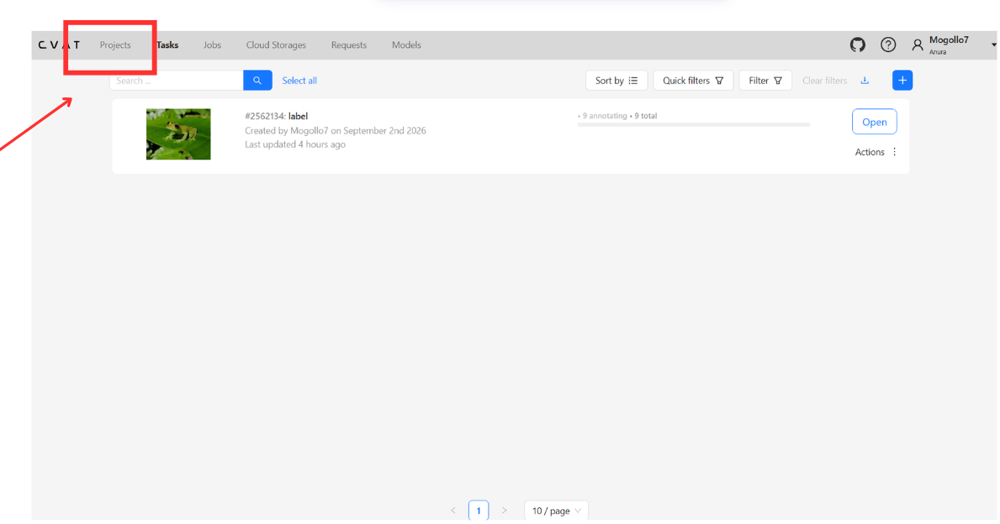 CVAT Projects Tasks Jobs Cloud Storages Requests Models Mogollo7
Anura
Search ... Select all Sort by Quick filters Filter Clear filters
#2562134: label
Created by Mogollo7 on September 2nd 2026
Last updated 4 hours ago
• 9 annotating • 9 total
Open
Actions
1 10 / page